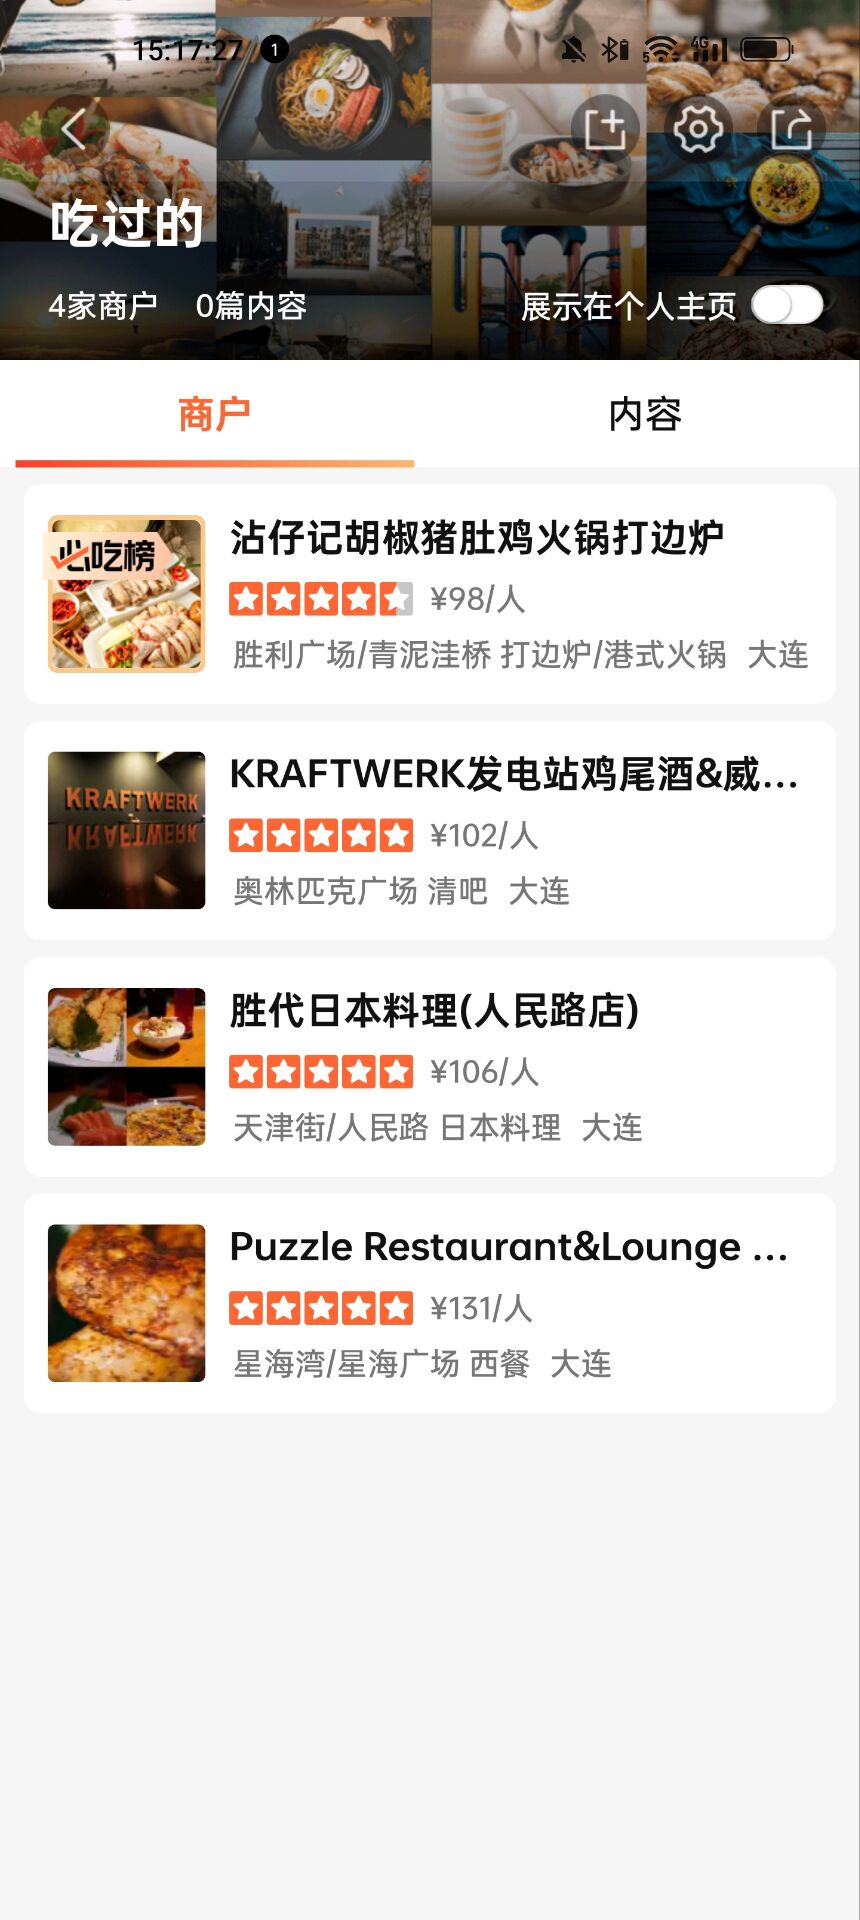 15:17:27 1
4G
5
吃过的
4家商户 0篇内容 展示在个人主页
商户 内容
必吃榜
沾仔记胡椒猪肚鸡火锅打边炉
¥98/人
胜利广场/青泥洼桥 打边炉/港式火锅 大连
KRAFTWERK
KRAFTWERK发电站鸡尾酒&威...
¥102/人
奥林匹克广场 清吧 大连
胜代日本料理(人民路店)
¥106/人
天津街/人民路 日本料理 大连
Puzzle Restaurant&Lounge ...
¥131/人
星海湾/星海广场 西餐 大连